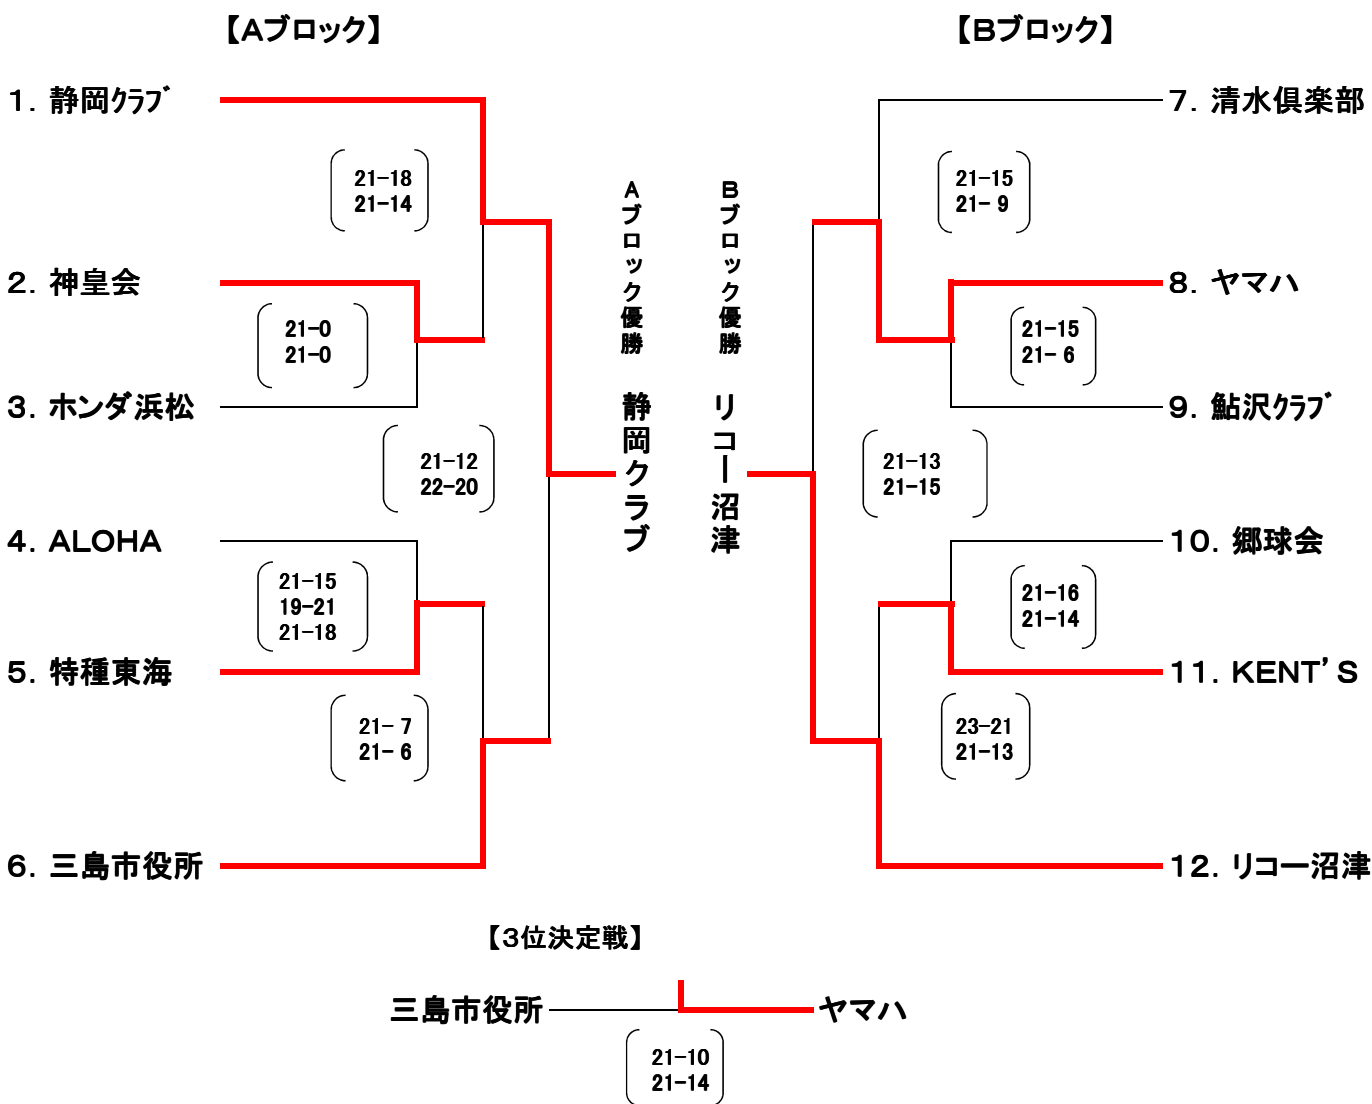 【Aブロック】
【Bブロック】
1. 静岡ｸﾗﾌﾞ
21-18
21-14
2. 神皇会
21-0
21-0
3. ホンダ浜松
21-12
22-20
4. ALOHA
21-15
19-21
21-18
5. 特種東海
21- 7
21- 6
6. 三島市役所
Aブロック優勝 静岡クラブ
Bブロック優勝 リコー沼津
7. 清水倶楽部
21-15
21- 9
8. ヤマハ
21-15
21- 6
9. 鮎沢ｸﾗﾌﾞ
21-13
21-15
10. 郷球会
21-16
21-14
11. KENT'S
23-21
21-13
12. リコー沼津
【3位決定戦】
三島市役所
ヤマハ
21-10
21-14